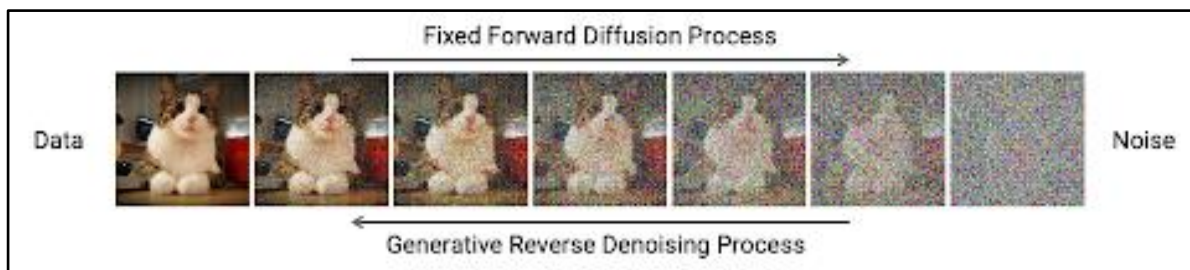 Fixed Forward Diffusion Process
Data
Noise
Generative Reverse Denoising Process